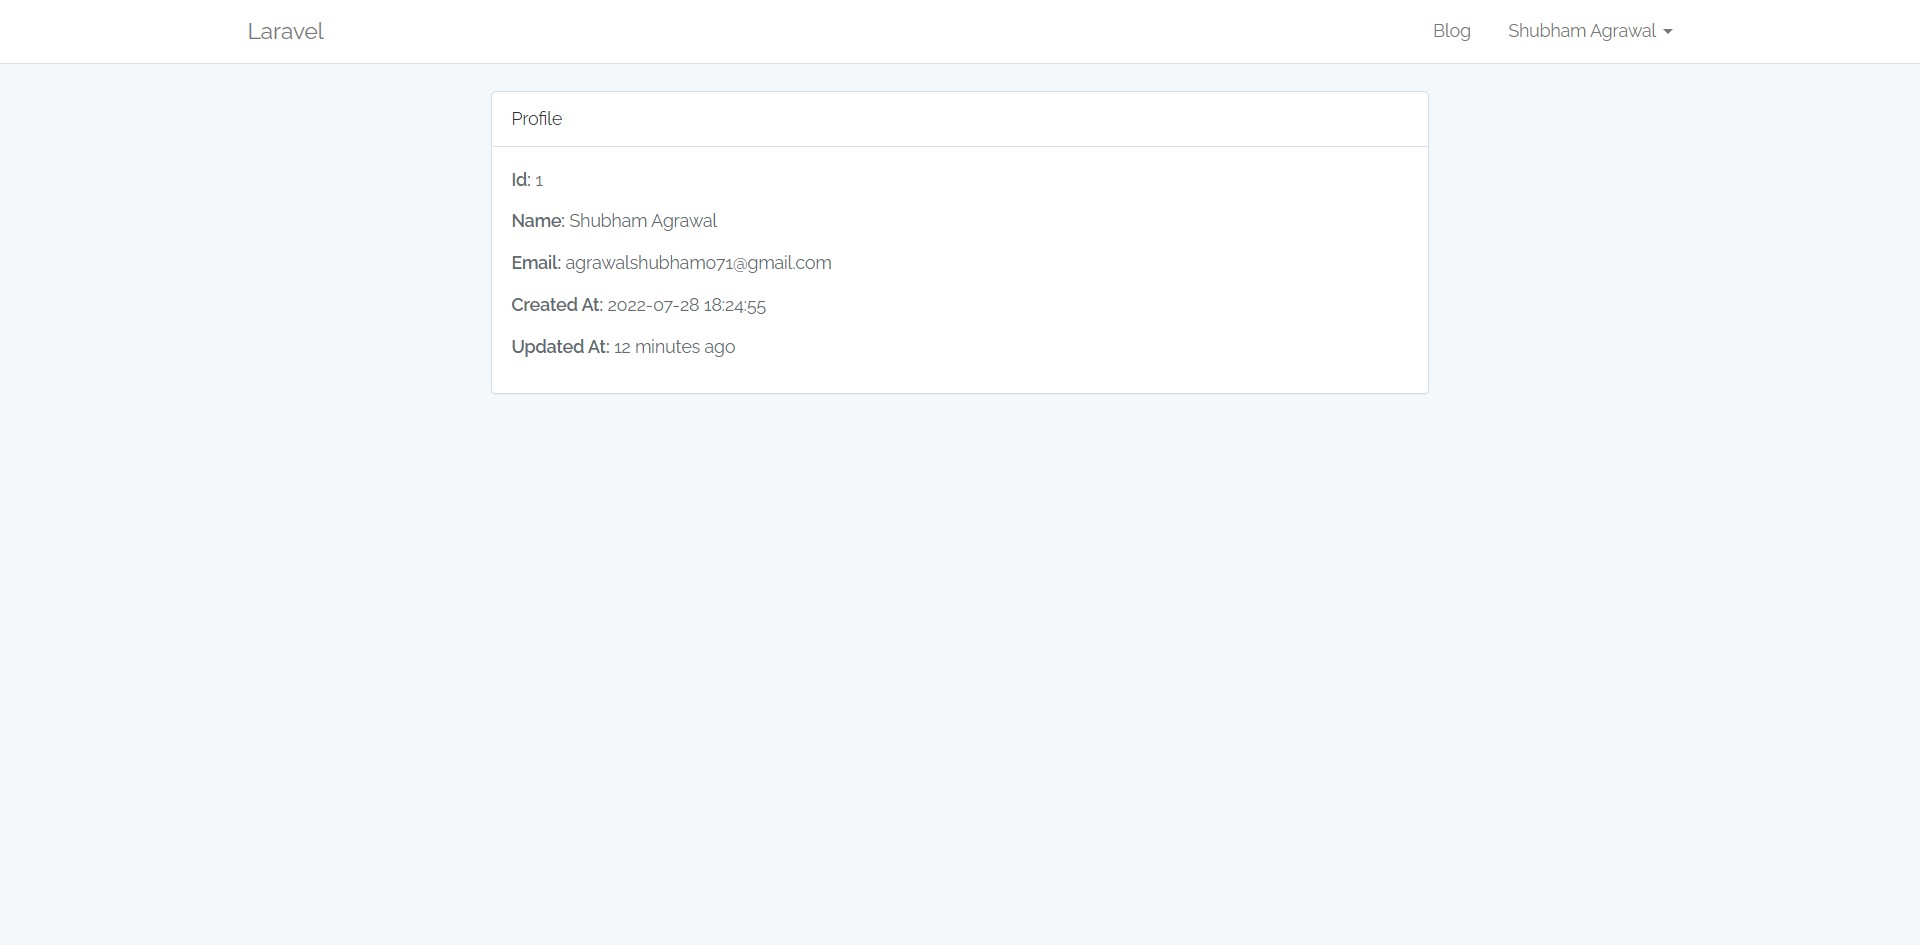 Laravel
Blog
Shubham Agrawal
Profile
Id: 1
Name: Shubham Agrawal
Email: agrawalshubham071@gmail.com
Created At: 2022-07-28 18:24:55
Updated At: 12 minutes ago